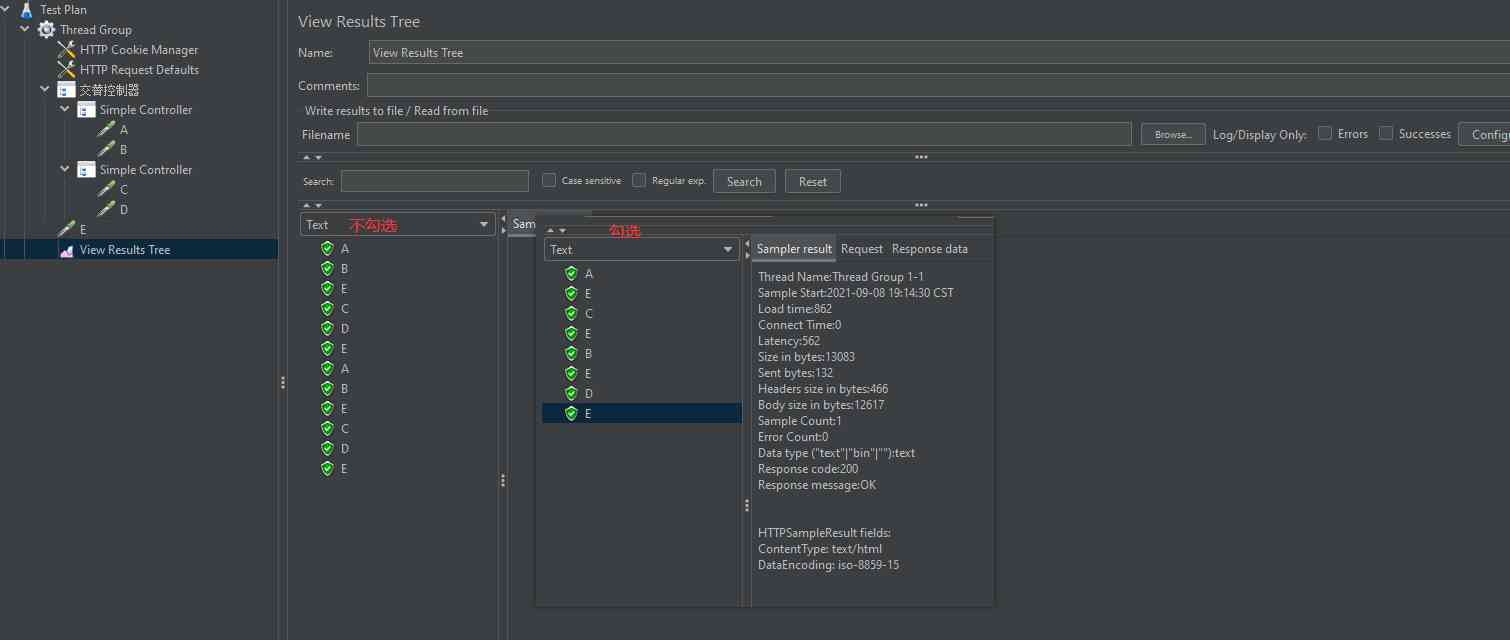 Test Plan
Thread Group
HTTP Cookie Manager
HTTP Request Defaults
交替控制器
Simple Controller
A
B
Simple Controller
C
D
E
View Results Tree
View Results Tree
Name: View Results Tree
Comments:
Write results to file / Read from file
Filename Browse... Log/Display Only: Errors Successes Config
Search: Case sensitive Regular exp. Search Reset
Text 不勾选
A
B
E
C
D
E
A
B
E
C
D
E
Sam
勾选
Text
A
E
C
E
B
E
D
E
Sampler result Request Response data
Thread Name:Thread Group 1-1
Sample Start:2021-09-08 19:14:30 CST
Load time:862
Connect Time:0
Latency:562
Size in bytes:13083
Sent bytes:132
Headers size in bytes:466
Body size in bytes:12617
Sample Count:1
Error Count:0
Data type ("text"|"bin"|""):text
Response code:200
Response message:OK
HTTPSampleResult fields:
ContentType: text/html
DataEncoding: iso-8859-15